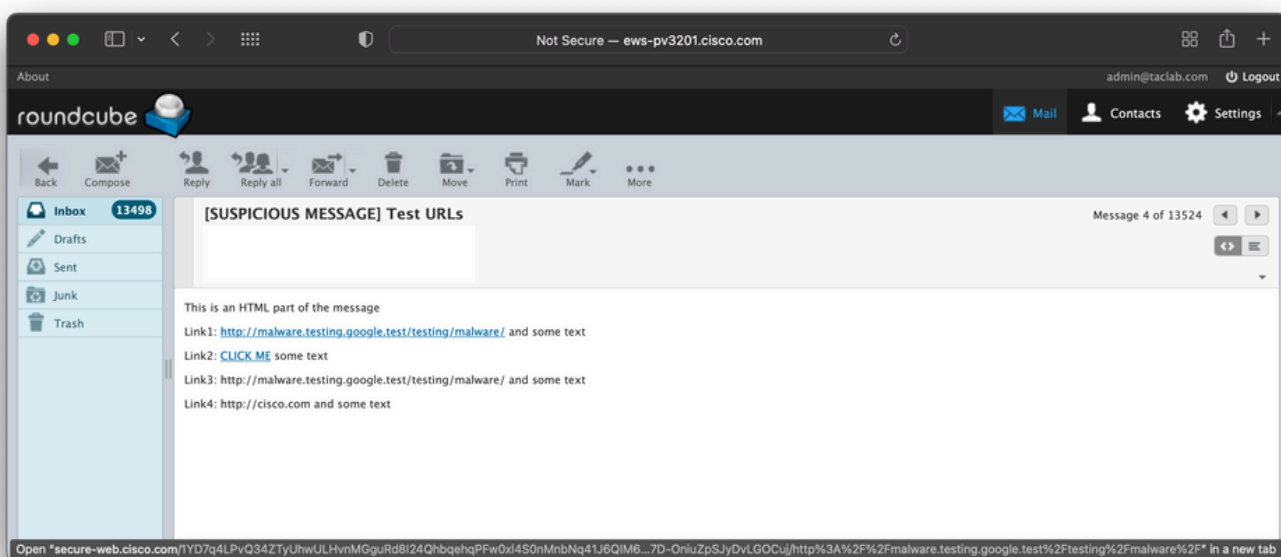 Not Secure — ews-pv3201.cisco.com
About
admin@taclab.com Logout
roundcube
Mail Contacts Settings
Back Compose Reply Reply all Forward Delete Move Print Mark More
Inbox 13498
Drafts
Sent
Junk
Trash
[SUSPICIOUS MESSAGE] Test URLs
Message 4 of 13524
This is an HTML part of the message
Link1: http://malware.testing.google.test/testing/malware/ and some text
Link2: CLICK ME some text
Link3: http://malware.testing.google.test/testing/malware/ and some text
Link4: http://cisco.com and some text
Open "secure-web.cisco.com/1YD7q4LPvQ34ZTyUhwULHvnMGguRd8I24QhbqehqPFw0xI4S0nMnbNq41J6QIM6...7D-OniuZpSJyDvLGOCuj/http%3A%2F%2Fmalware.testing.google.test%2Ftesting%2Fmalware%2F" in a new tab